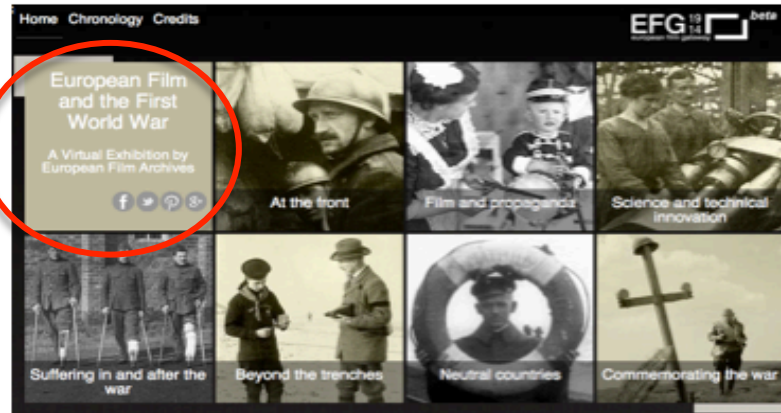 Home Chronology Credits
EFG 19 14 beta
european film gateway
European Film
and the First
World War
A Virtual Exhibition by
European Film Archives
At the front
Film and propaganda
Science and technical
innovation
Suffering in and after the
war
Beyond the trenches
Neutral countries
Commemorating the war